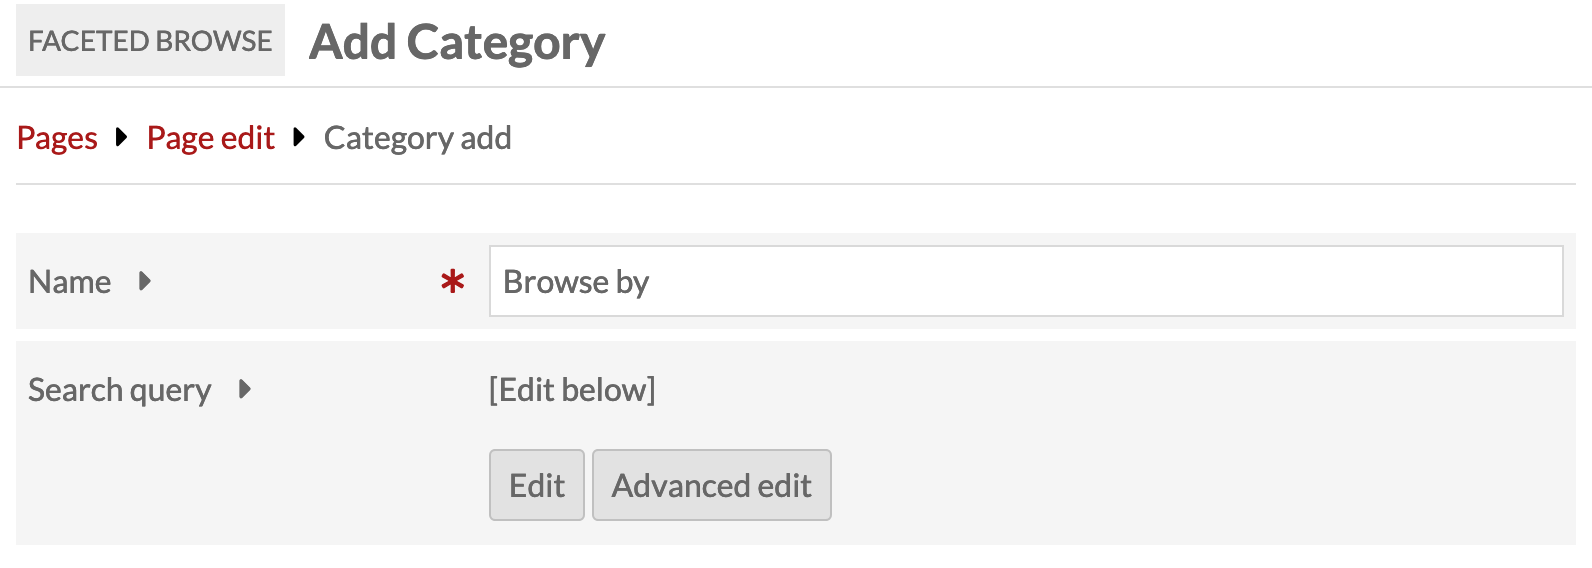 FACETED BROWSE Add Category
Pages Page edit Category add
Name * Browse by
Search query [Edit below]
Edit Advanced edit